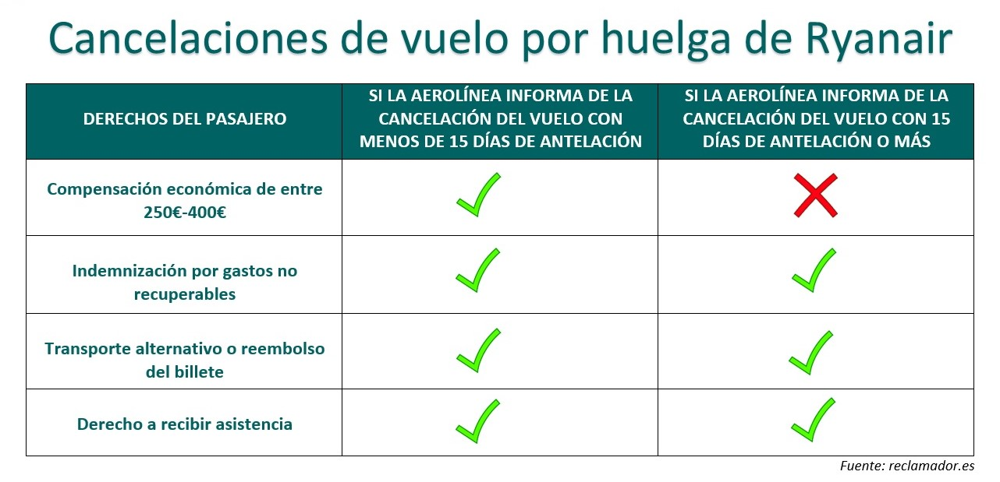 Cancelaciones de vuelo por huelga de Ryanair
DERECHOS DEL PASAJERO
SI LA AEROLÍNEA INFORMA DE LA
CANCELACIÓN DEL VUELO CON
MENOS DE 15 DÍAS DE ANTELACIÓN
SI LA AEROLÍNEA INFORMA DE LA
CANCELACIÓN DEL VUELO CON 15
DÍAS DE ANTELACIÓN O MÁS
Compensación económica de entre
250€-400€
Indemnización por gastos no
recuperables
Transporte alternativo o reembolso
del billete
Derecho a recibir asistencia
Fuente: reclamador.es